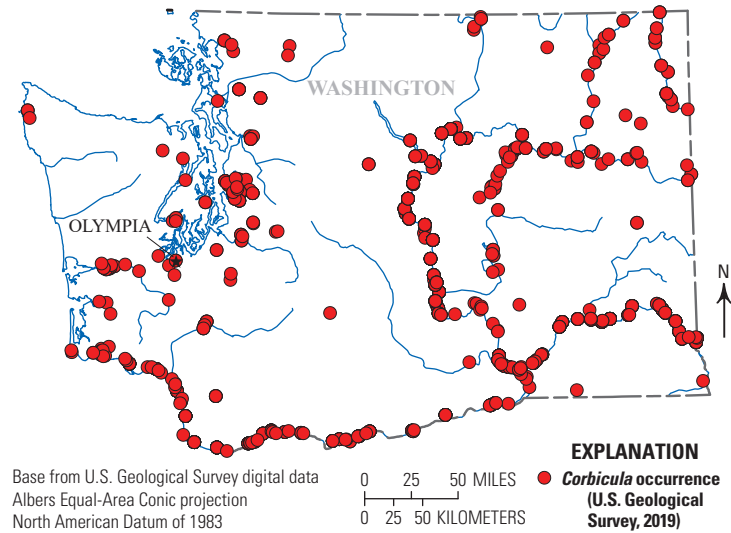 WASHINGTON
OLYMPIA
N
EXPLANATION
Corbicula occurrence
(U.S. Geological
Survey, 2019)
Base from U.S. Geological Survey digital data
Albers Equal-Area Conic projection
North American Datum of 1983
0 25 50 MILES
0 25 50 KILOMETERS